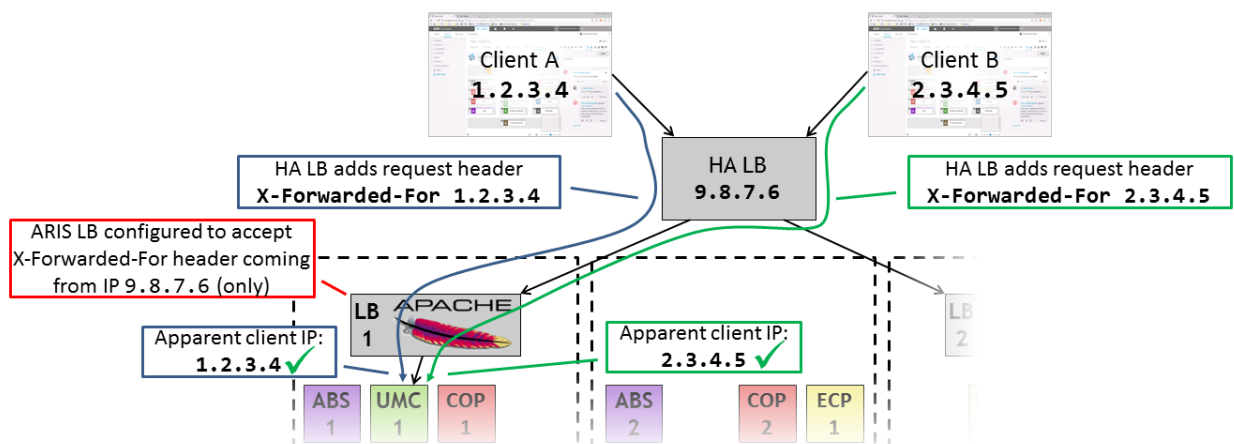 Client A
1.2.3.4
Client B
2.3.4.5
HA LB
9.8.7.6
HA LB adds request header
X-Forwarded-For 1.2.3.4
HA LB adds request header
X-Forwarded-For 2.3.4.5
ARIS LB configured to accept
X-Forwarded-For header coming
from IP 9.8.7.6 (only)
LB
1
APACHE
LB
2
Apparent client IP:
1.2.3.4
Apparent client IP:
2.3.4.5
ABS
1
UMC
1
COP
1
ABS
2
COP
2
ECP
1